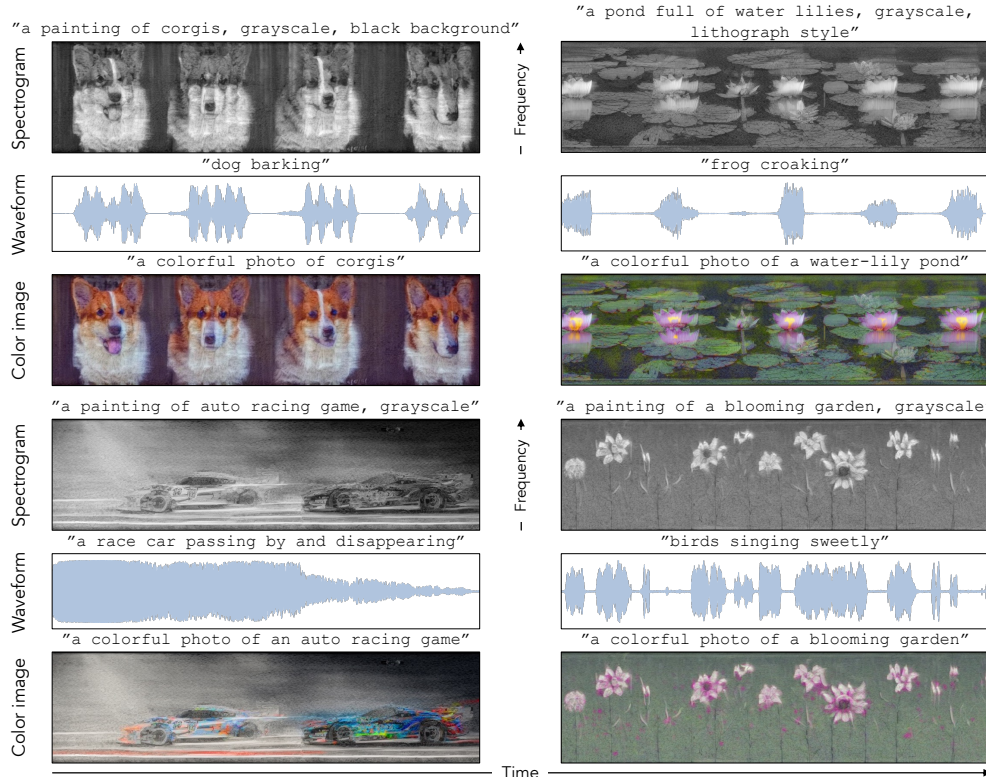 "a painting of corgis, grayscale, black background"
Spectrogram
"dog barking"
Waveform
"a colorful photo of corgis"
Color image
"a pond full of water lilies, grayscale,
lithograph style"
Frequency
"frog croaking"
"a colorful photo of a water-lily pond"
"a painting of auto racing game, grayscale"
Spectrogram
"a race car passing by and disappearing"
Waveform
"a colorful photo of an auto racing game"
Color image
"a painting of a blooming garden, grayscale
Frequency
"birds singing sweetly"
"a colorful photo of a blooming garden"
Time